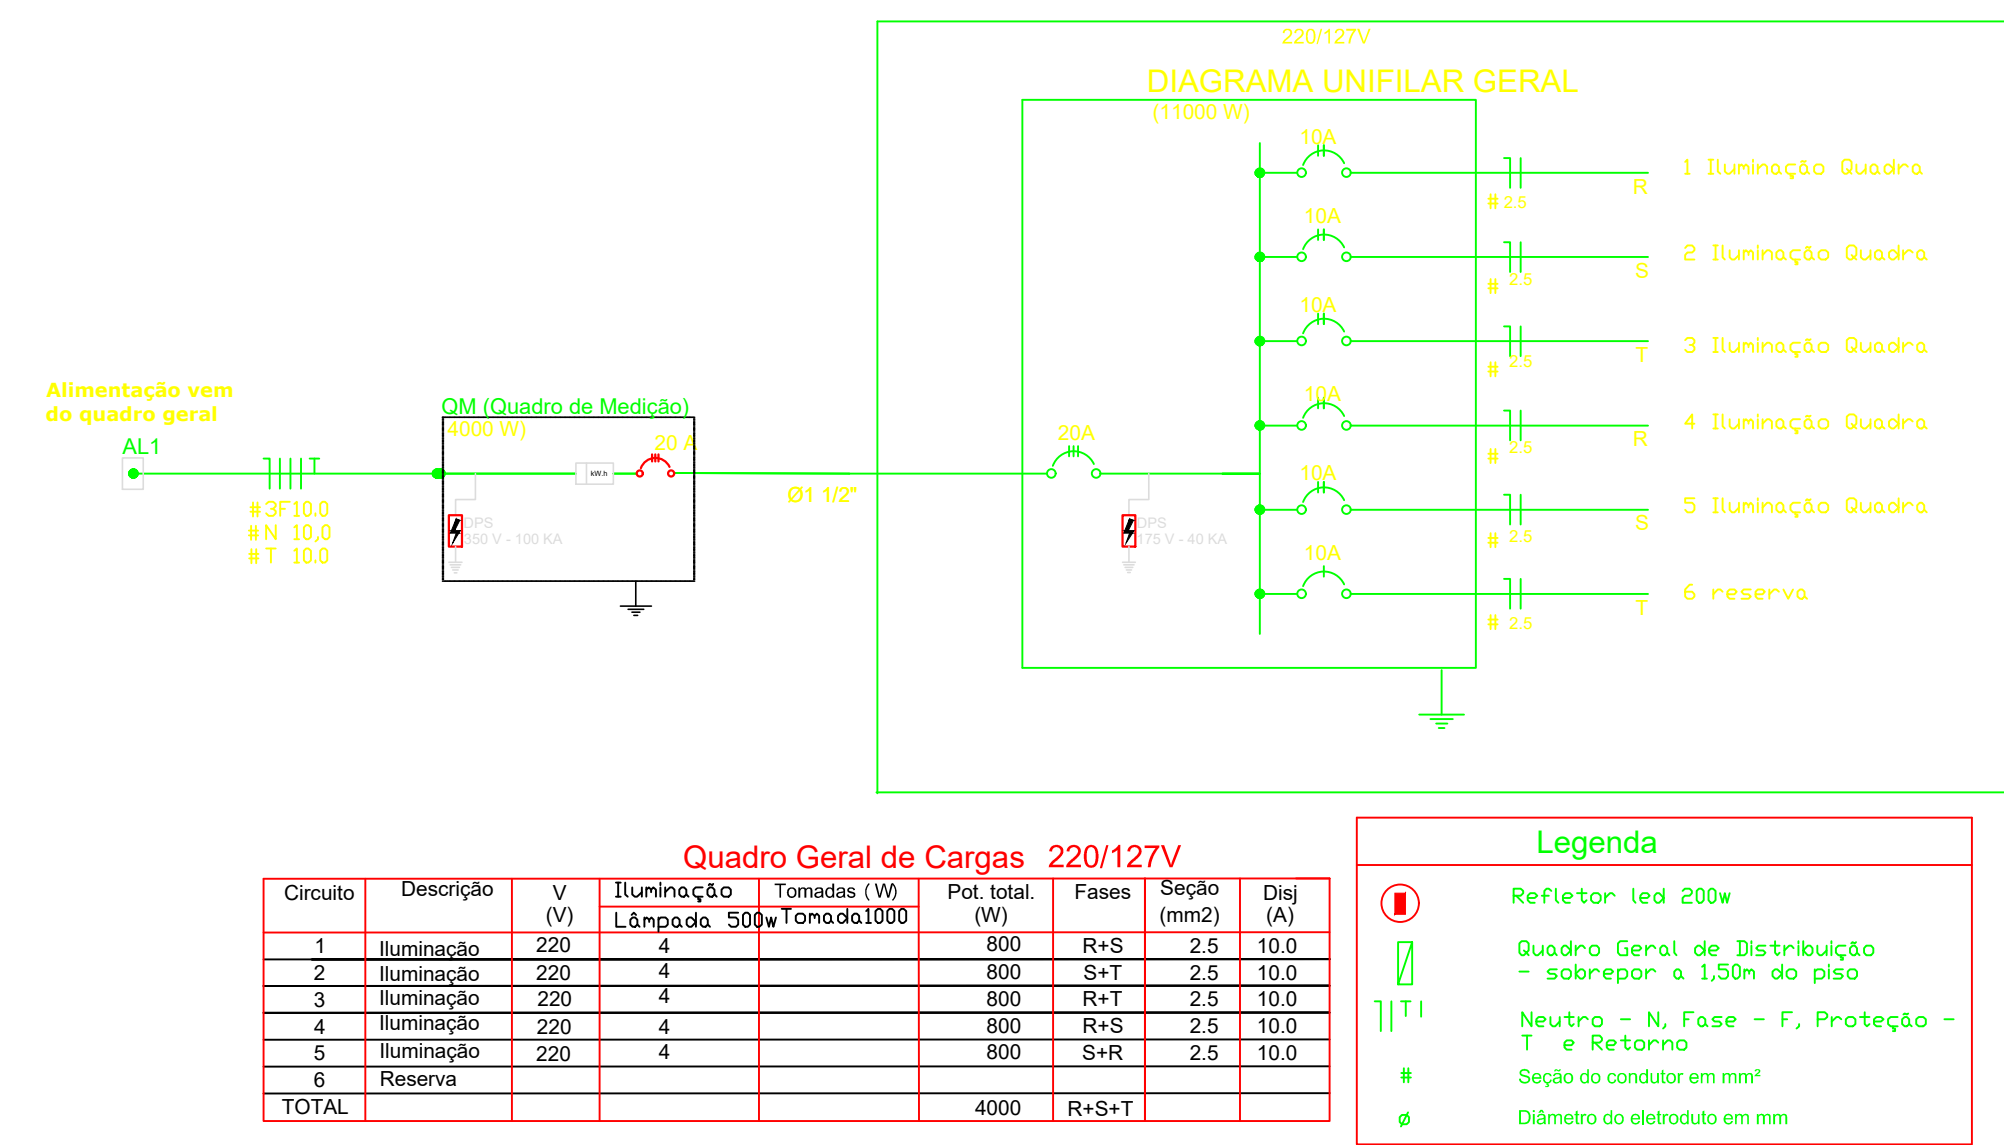 220/127V
DIAGRAMA UNIFILAR GERAL
(11000 W)
10A
# 2.5
R
1 Iluminação Quadra
10A
# 2.5
S
2 Iluminação Quadra
10A
# 2.5
T
3 Iluminação Quadra
10A
# 2.5
R
4 Iluminação Quadra
10A
# 2.5
S
5 Iluminação Quadra
10A
# 2.5
T
6 reserva
Alimentação vem
do quadro geral
AL1
T
#3F10.0
#N 10,0
#T 10.0
QM (Quadro de Medição)
4000 W)
20 A
kW.h
DPS
350 V - 100 KA
Ø1 1/2"
20A
DPS
175 V - 40 KA
Quadro Geral de Cargas 220/127V
Circuito Descrição V (V) Iluminação Tomadas (W) Pot. total. (W) Fases Seção (mm2) Disj (A)
Lâmpada 500w Tomada1000
1 Iluminação 220 4 800 R+S 2.5 10.0
2 Iluminação 220 4 800 S+T 2.5 10.0
3 Iluminação 220 4 800 R+T 2.5 10.0
4 Iluminação 220 4 800 R+S 2.5 10.0
5 Iluminação 220 4 800 S+R 2.5 10.0
6 Reserva
TOTAL 4000 R+S+T
Legenda
Refletor led 200w
Quadro Geral de Distribuição
- sobrepor a 1,50m do piso
T
Neutro - N, Fase - F, Proteção -
T e Retorno
# Seção do condutor em mm²
ø Diâmetro do eletroduto em mm